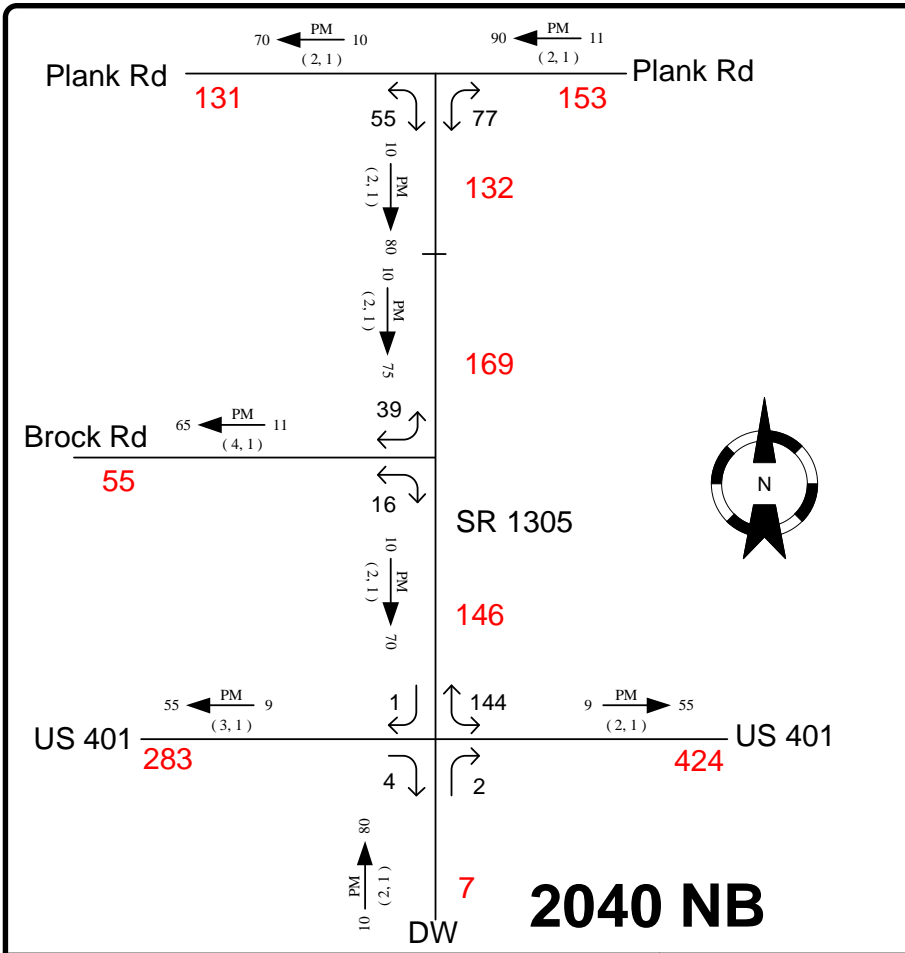 70 PM 10
( 2, 1 )
90 PM 11
( 2, 1 )
Plank Rd
Plank Rd
131
153
55
77
10 PM 80
( 2, 1 )
132
10 PM 75
( 2, 1 )
169
39
65 PM 11
( 4, 1 )
Brock Rd
55
16
SR 1305
N
10 PM 70
( 2, 1 )
146
1
144
55 PM 9
( 3, 1 )
9 PM 55
( 2, 1 )
US 401
US 401
283
424
4
2
10 PM 80
( 2, 1 )
7
2040 NB
DW